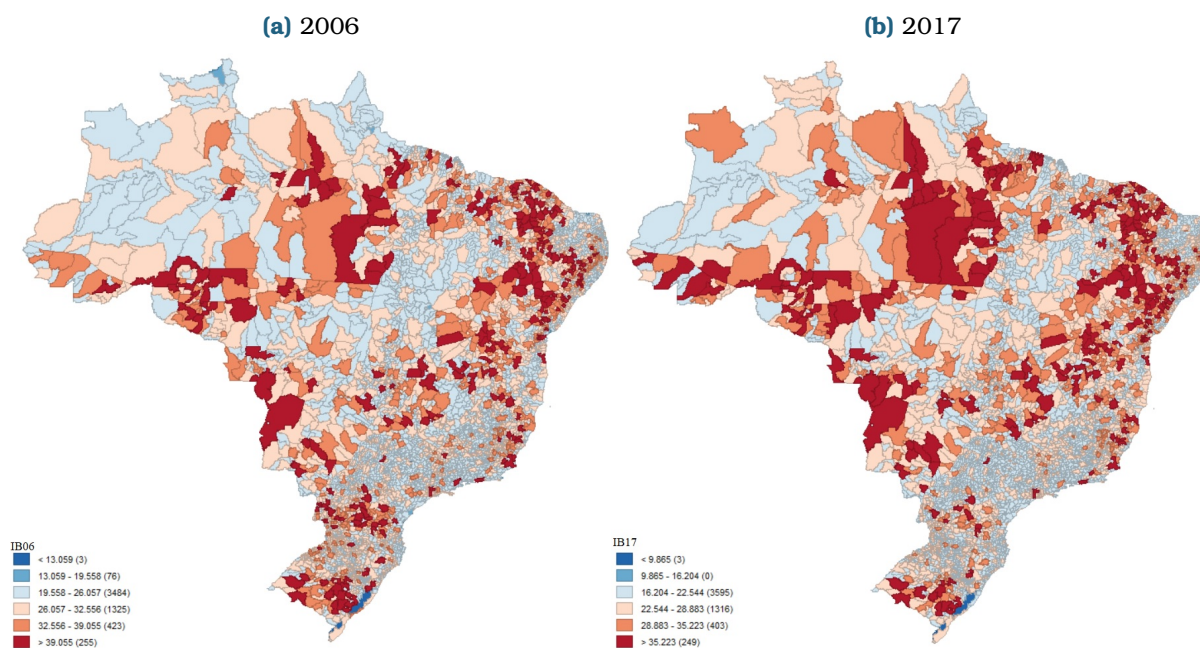 (a) 2006
(b) 2017
IB06
< 13.059 (3)
13.059 - 19.558 (76)
19.558 - 26.057 (3484)
26.057 - 32.556 (1325)
32.556 - 39.055 (423)
> 39.055 (255)
IB17
< 9.865 (3)
9.865 - 16.204 (0)
16.204 - 22.544 (3595)
22.544 - 28.883 (1316)
28.883 - 35.223 (403)
> 35.223 (249)